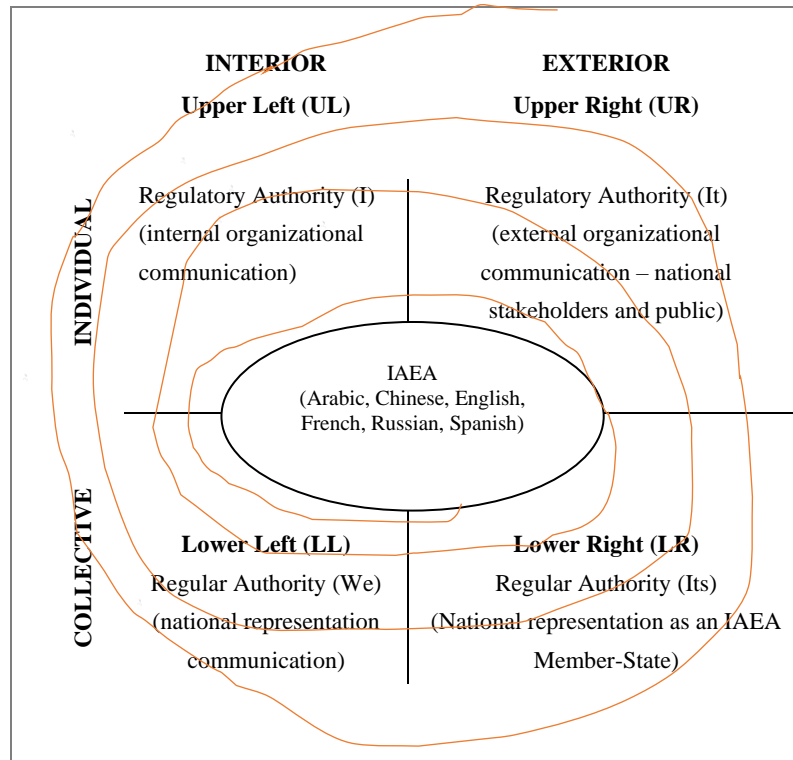 INTERIOR
Upper Left (UL)
EXTERIOR
Upper Right (UR)
INDIVIDUAL
Regulatory Authority (I)
(internal organizational
communication)
Regulatory Authority (It)
(external organizational
communication – national
stakeholders and public)
IAEA
(Arabic, Chinese, English,
French, Russian, Spanish)
COLLECTIVE
Lower Left (LL)
Regular Authority (We)
(national representation
communication)
Lower Right (LR)
Regular Authority (Its)
(National representation as an IAEA
Member-State)